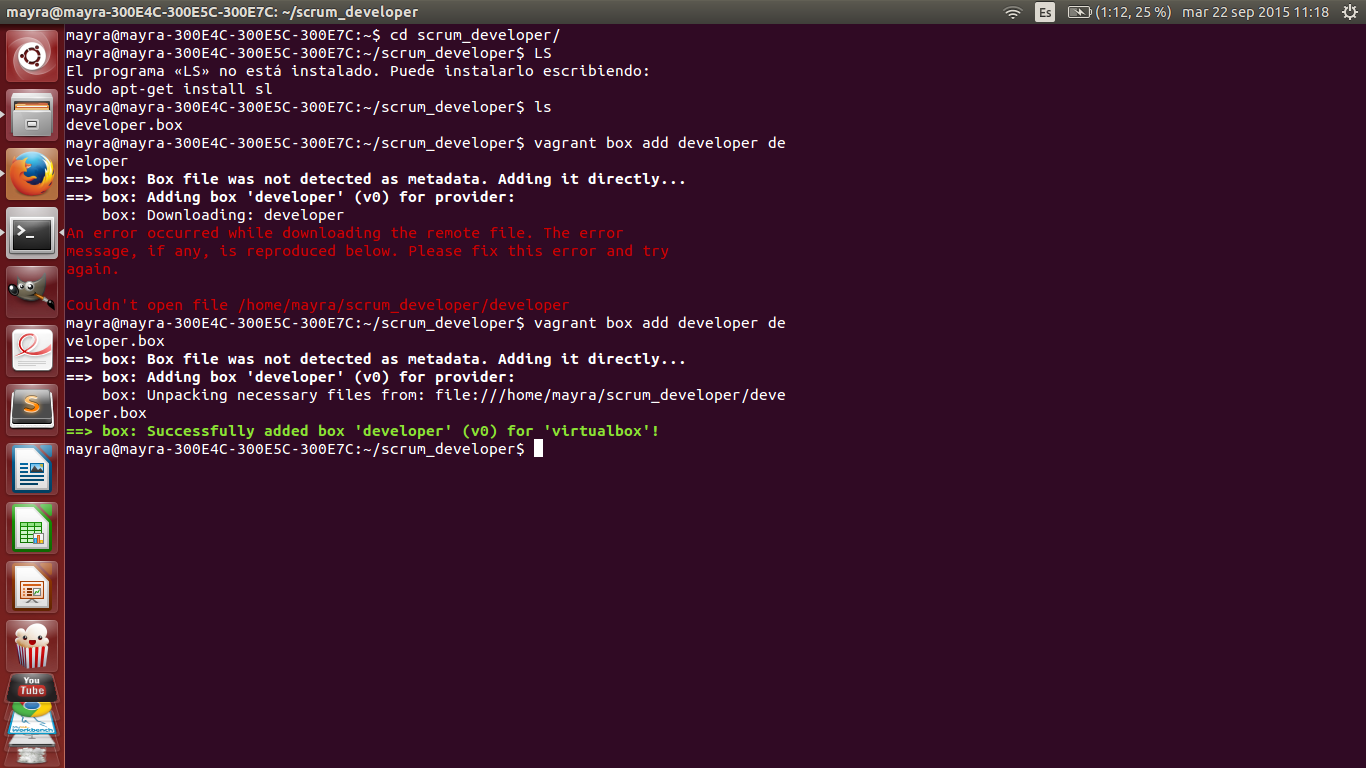 mayra@mayra-300E4C-300E5C-300E7C: ~/scrum_developer
Es
(1:12, 25 %)
mar 22 sep 2015 11:18
mayra@mayra-300E4C-300E5C-300E7C:~$ cd scrum_developer/
mayra@mayra-300E4C-300E5C-300E7C:~/scrum_developer$ LS
El programa «LS» no está instalado. Puede instalarlo escribiendo:
sudo apt-get install sl
mayra@mayra-300E4C-300E5C-300E7C:~/scrum_developer$ ls
developer.box
mayra@mayra-300E4C-300E5C-300E7C:~/scrum_developer$ vagrant box add developer de
veloper
==> box: Box file was not detected as metadata. Adding it directly...
==> box: Adding box 'developer' (v0) for provider:
    box: Downloading: developer
An error occurred while downloading the remote file. The error
message, if any, is reproduced below. Please fix this error and try
again.
Couldn't open file /home/mayra/scrum_developer/developer
mayra@mayra-300E4C-300E5C-300E7C:~/scrum_developer$ vagrant box add developer de
veloper.box
==> box: Box file was not detected as metadata. Adding it directly...
==> box: Adding box 'developer' (v0) for provider:
    box: Unpacking necessary files from: file:///home/mayra/scrum_developer/deve
loper.box
==> box: Successfully added box 'developer' (v0) for 'virtualbox'!
mayra@mayra-300E4C-300E5C-300E7C:~/scrum_developer$
S
You
Tube
Workbench